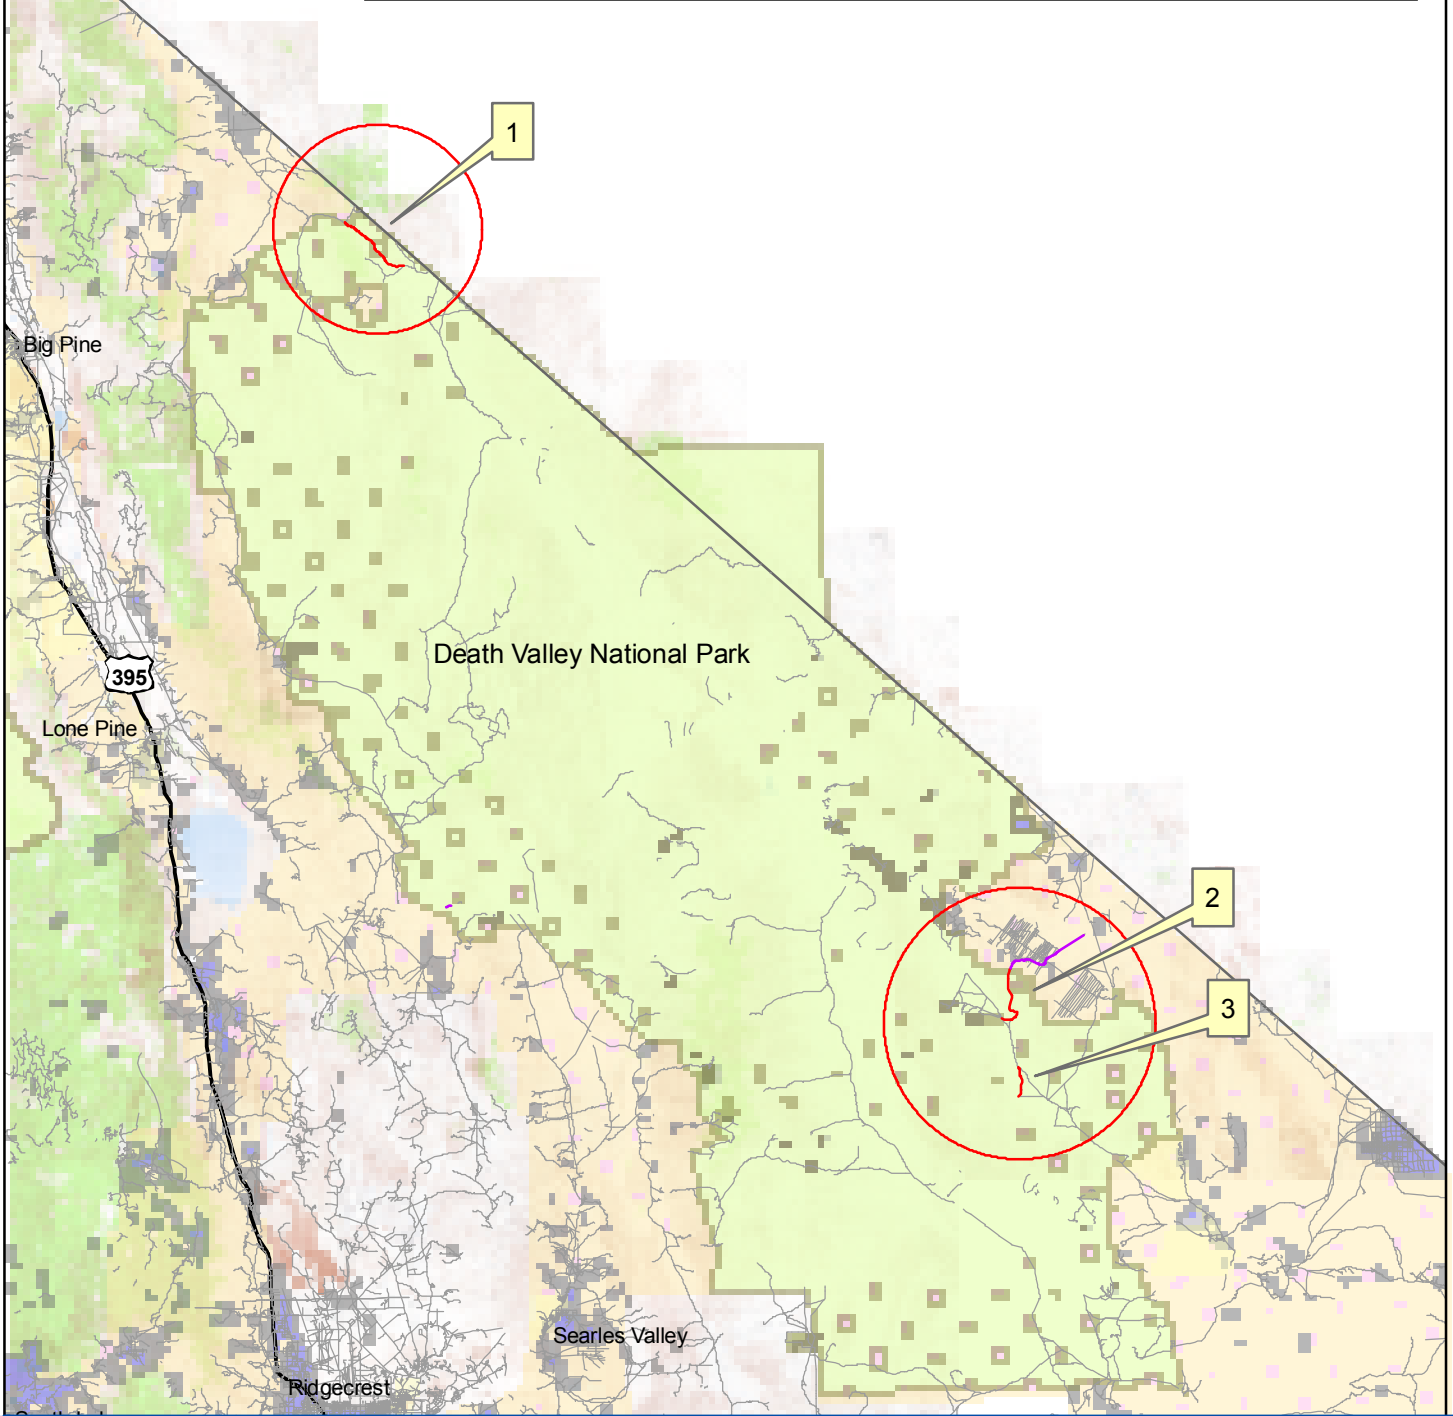 1
Big Pine
Death Valley National Park
395
Lone Pine
2
3
Searles Valley
Ridgecrest